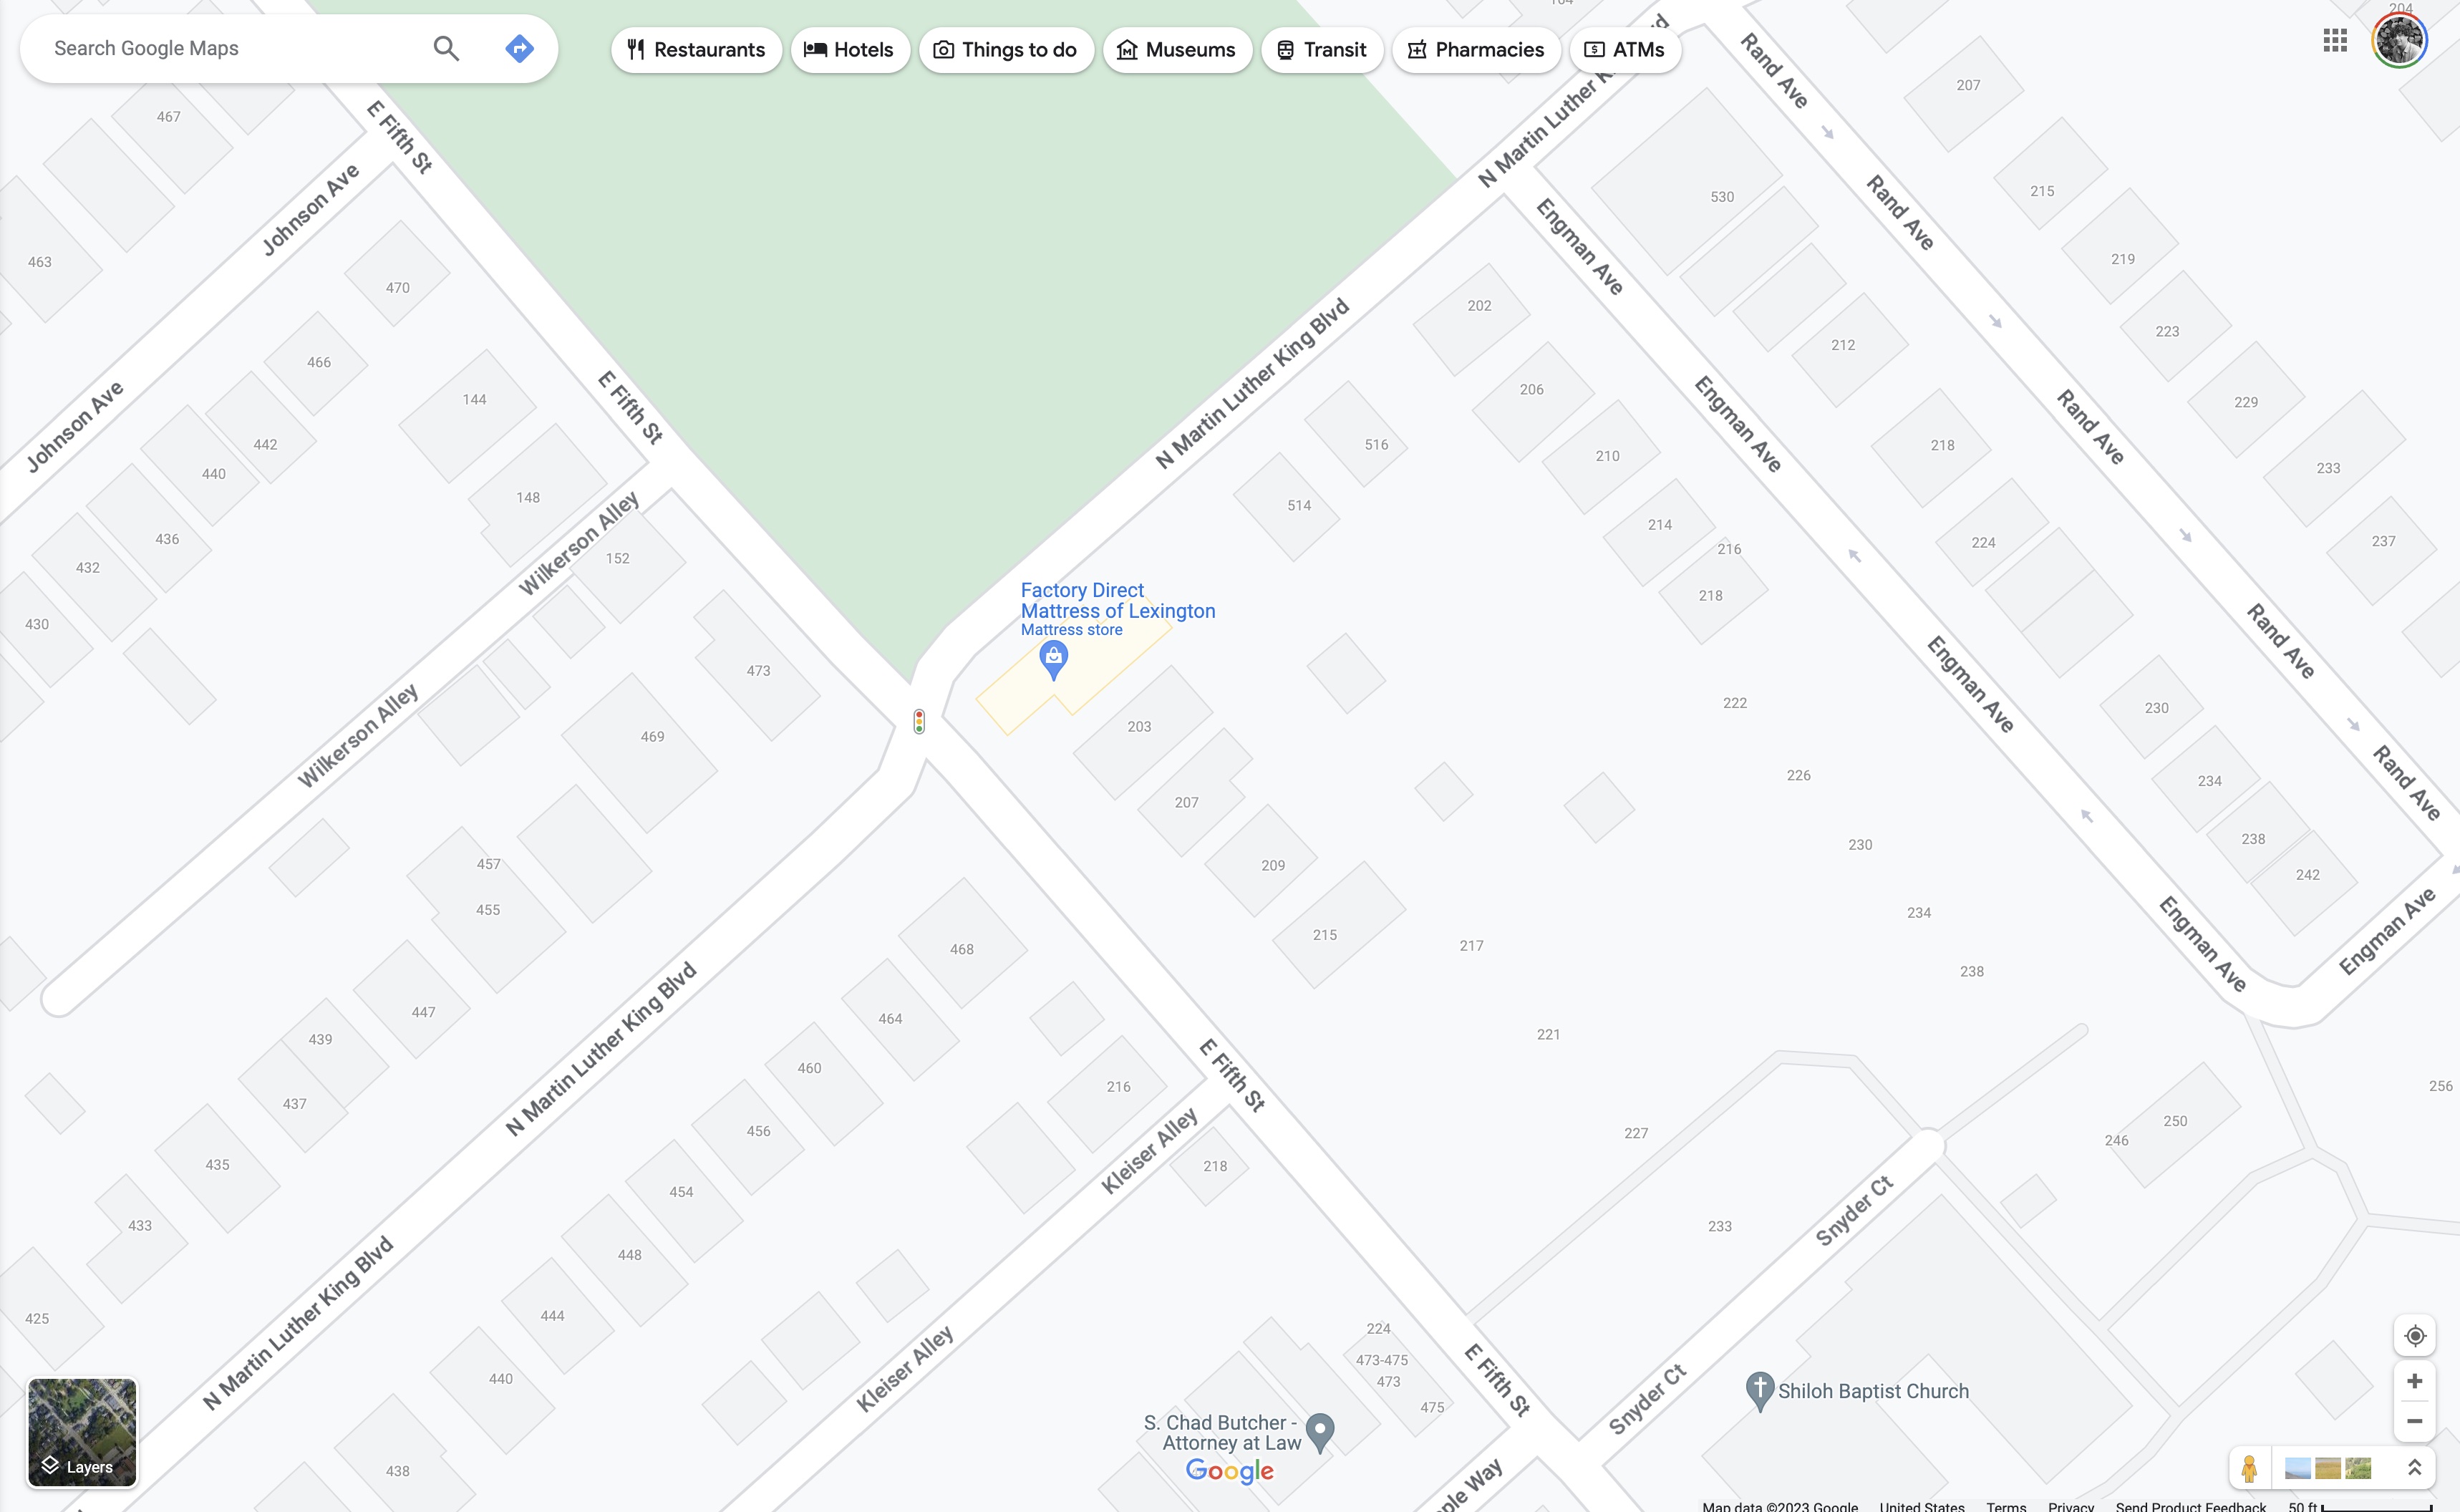 Search Google Maps
Restaurants
Hotels
Things to do
Museums
Transit
Pharmacies
ATMs
204
207
467
E Fifth St
N Martin Luther
Rand Ave
Johnson Ave
463
470
530
215
Rand Ave
Engman Ave
219
202
212
223
466
144
E Fifth St
N Martin Luther King Blvd
206
Engman Ave
Rand Ave
229
Johnson Ave
442
440
148
516
210
218
233
436
432
Wilkerson Alley
152
514
214
216
224
237
430
Factory Direct
Mattress of Lexington
Mattress store
218
Rand Ave
473
Engman Ave
222
230
Wilkerson Alley
469
203
226
234
Rand Ave
207
230
238
457
209
242
455
215
217
234
Engman Ave
Engman Ave
468
238
N Martin Luther King Blvd
447
464
221
439
460
E Fifth St
216
256
437
456
227
250
246
435
Kleiser Alley
218
454
Snyder Ct
433
233
448
N Martin Luther King Blvd
425
444
224
473-475
473
475
E Fifth St
Kleiser Alley
440
Snyder Ct
Shiloh Baptist Church
S. Chad Butcher -
Attorney at Law
438
Layers
Google
ple Way
Map data ©2023 Google
United States
Terms
Privacy
Send Product Feedback
50 ft